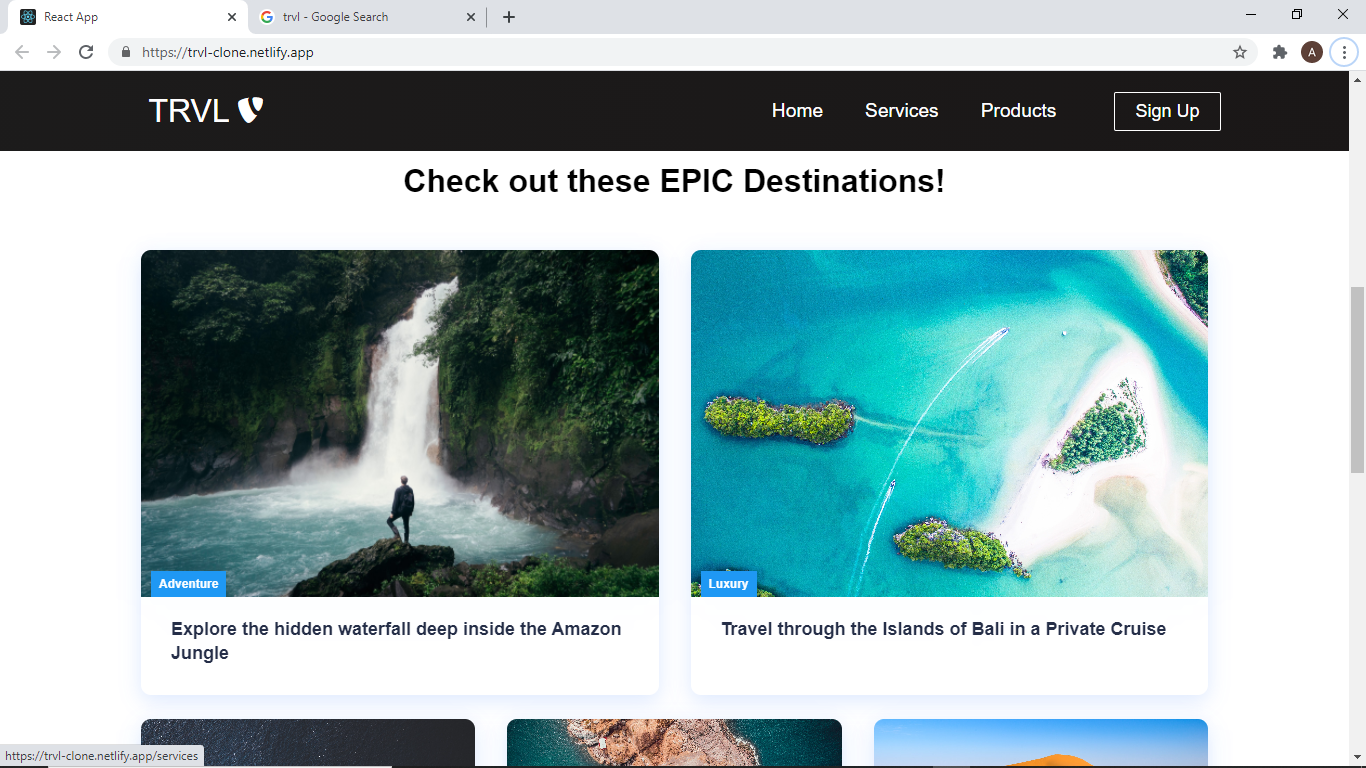 React App
trvl - Google Search
https://trvl-clone.netlify.app
A
TRVL
Home
Services
Products
Sign Up
Check out these EPIC Destinations!
Adventure
Luxury
Explore the hidden waterfall deep inside the Amazon
Jungle
Travel through the Islands of Bali in a Private Cruise
https://trvl-clone.netlify.app/services